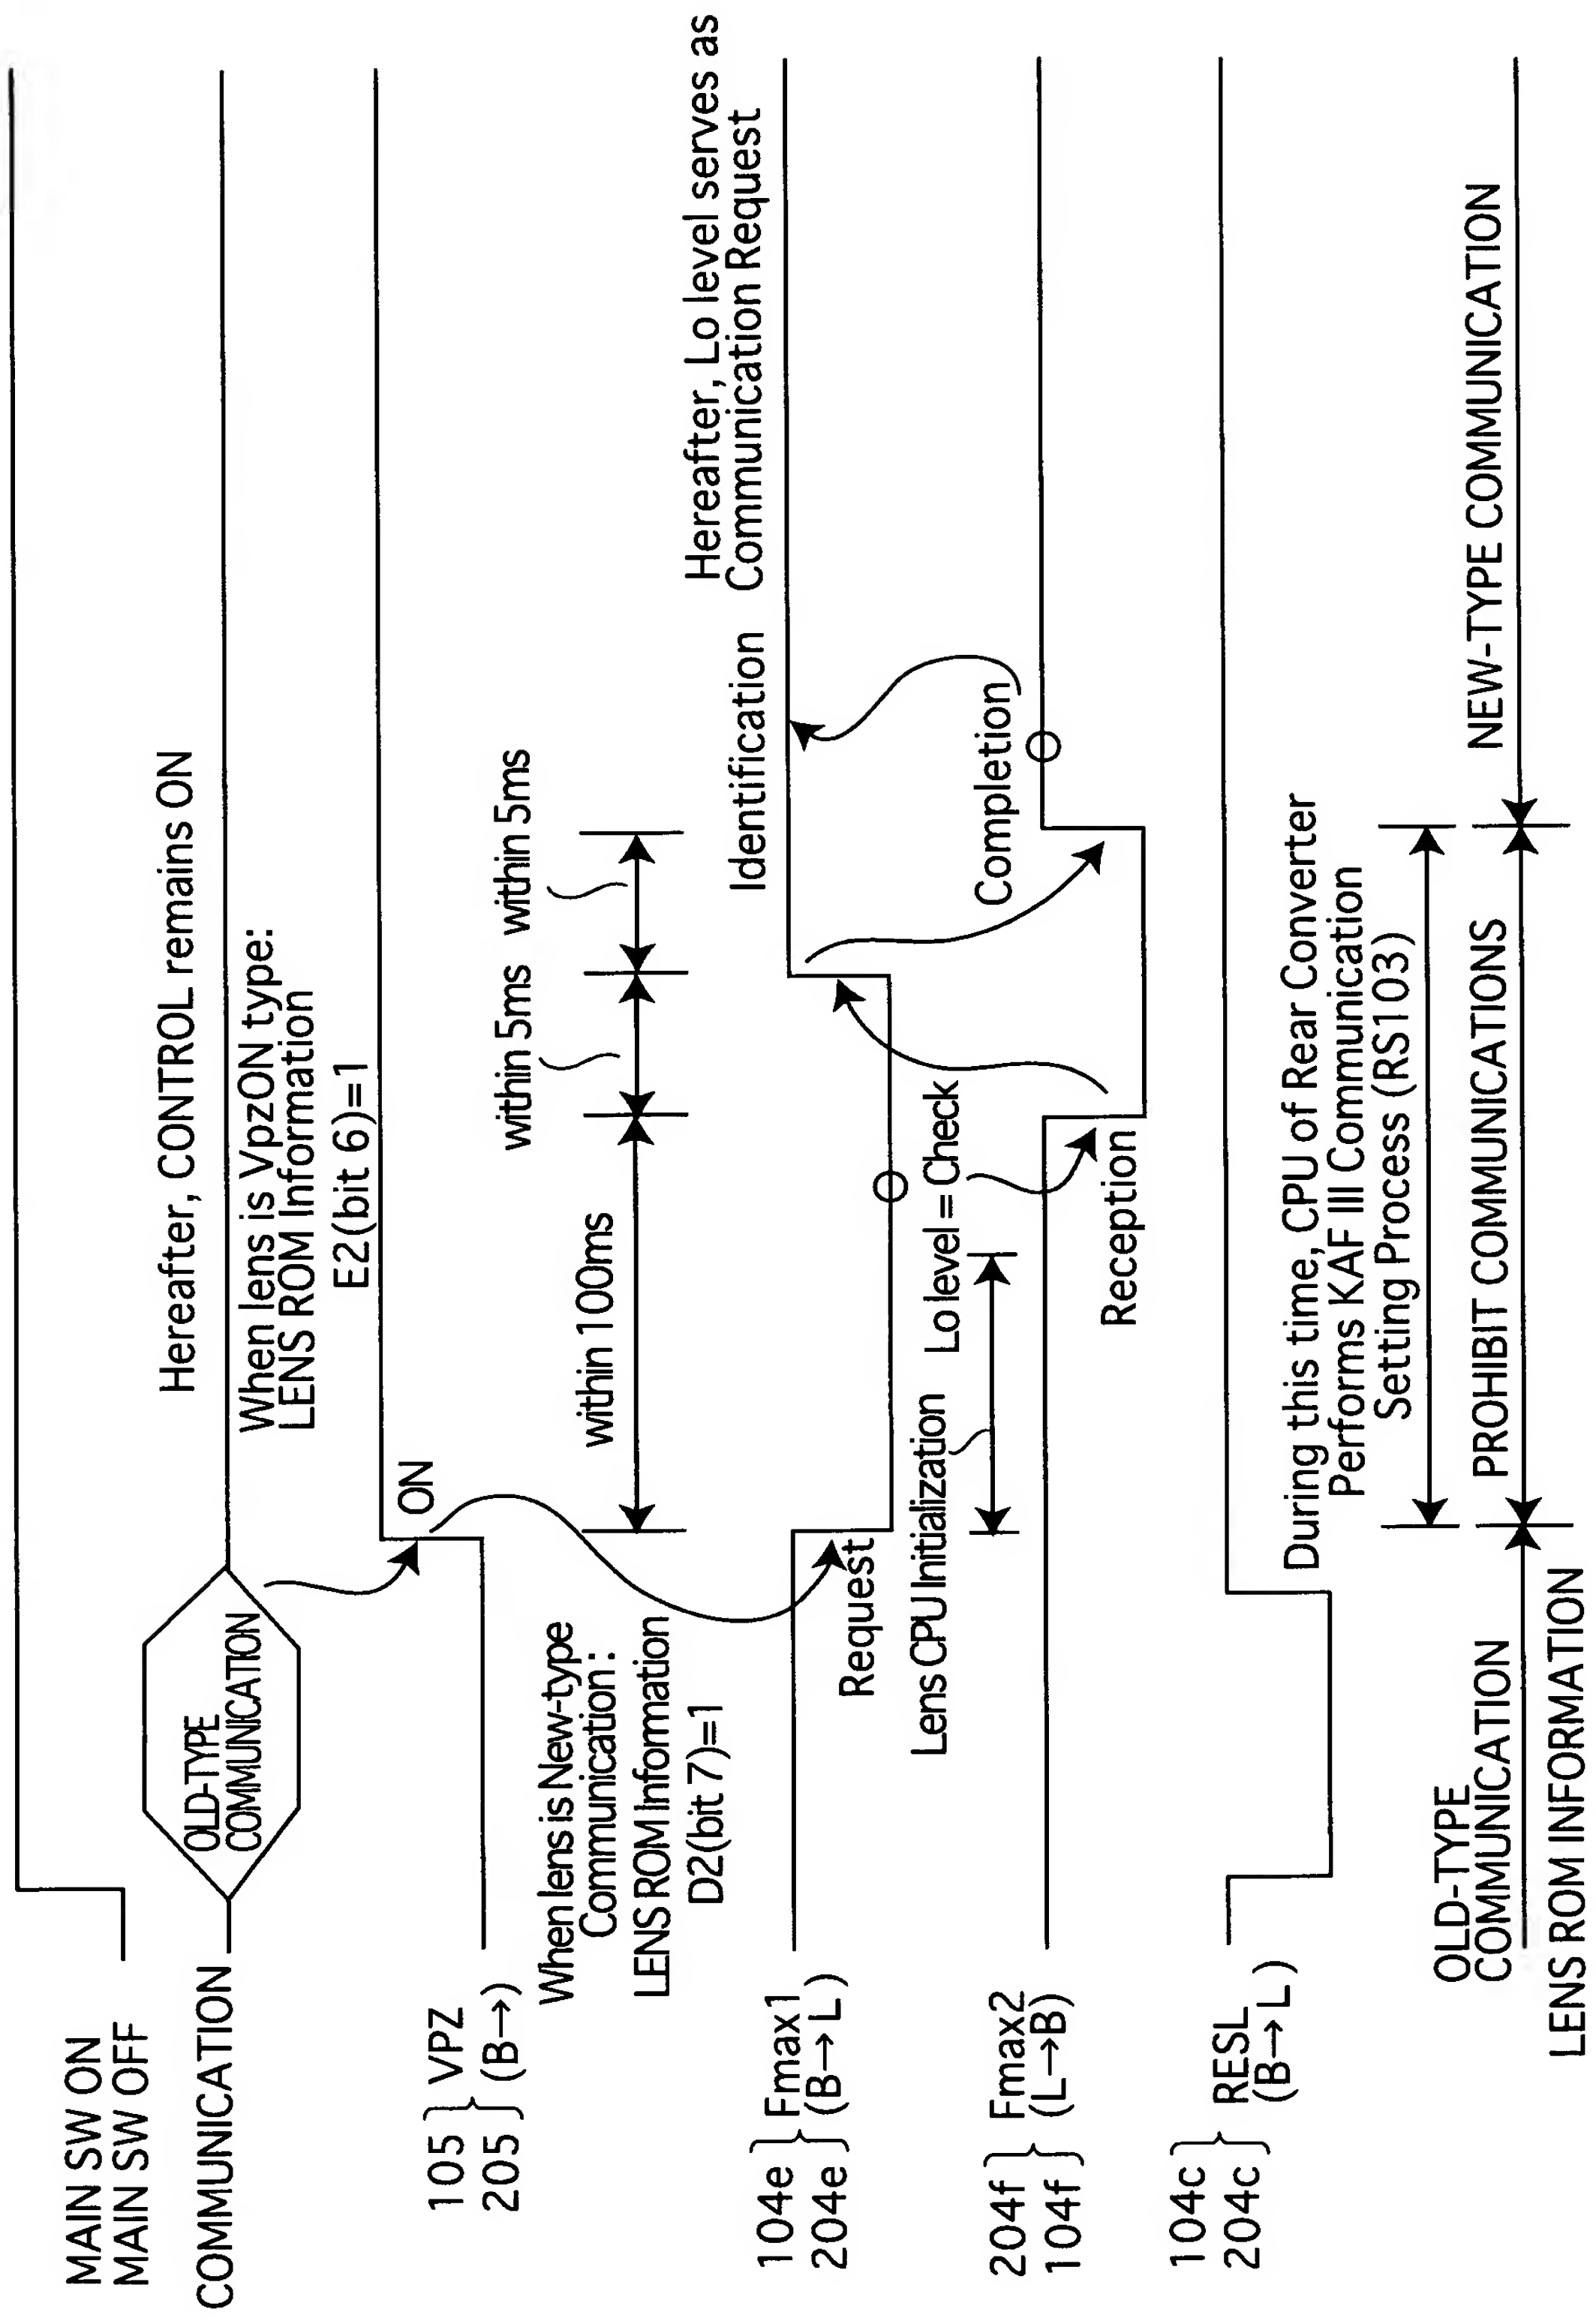 MAIN SW ON
MAIN SW OFF
COMMUNICATION
OLD-TYPE
COMMUNICATION
Hereafter, CONTROL remains ON
When lens is VpzON type:
LENS ROM Information
E2(bit 6)=1
105
205
VPZ
(B→)
ON
When lens is New-type
Communication:
LENS ROM Information
D2(bit 7)=1
within 100ms
within 5ms
within 5ms
104e
204e
Fmax1
(B→L)
Request
Identification
Hereafter, Lo level serves as
Communication Request
Lens CPU Initialization
Lo level = Check
204f
104f
Fmax2
(L→B)
Reception
Completion
104c
204c
RESL
(B→L)
During this time, CPU of Rear Converter
Performs KAF III Communication
Setting Process (RS103)
OLD-TYPE
COMMUNICATION
PROHIBIT COMMUNICATIONS
NEW-TYPE COMMUNICATION
LENS ROM INFORMATION